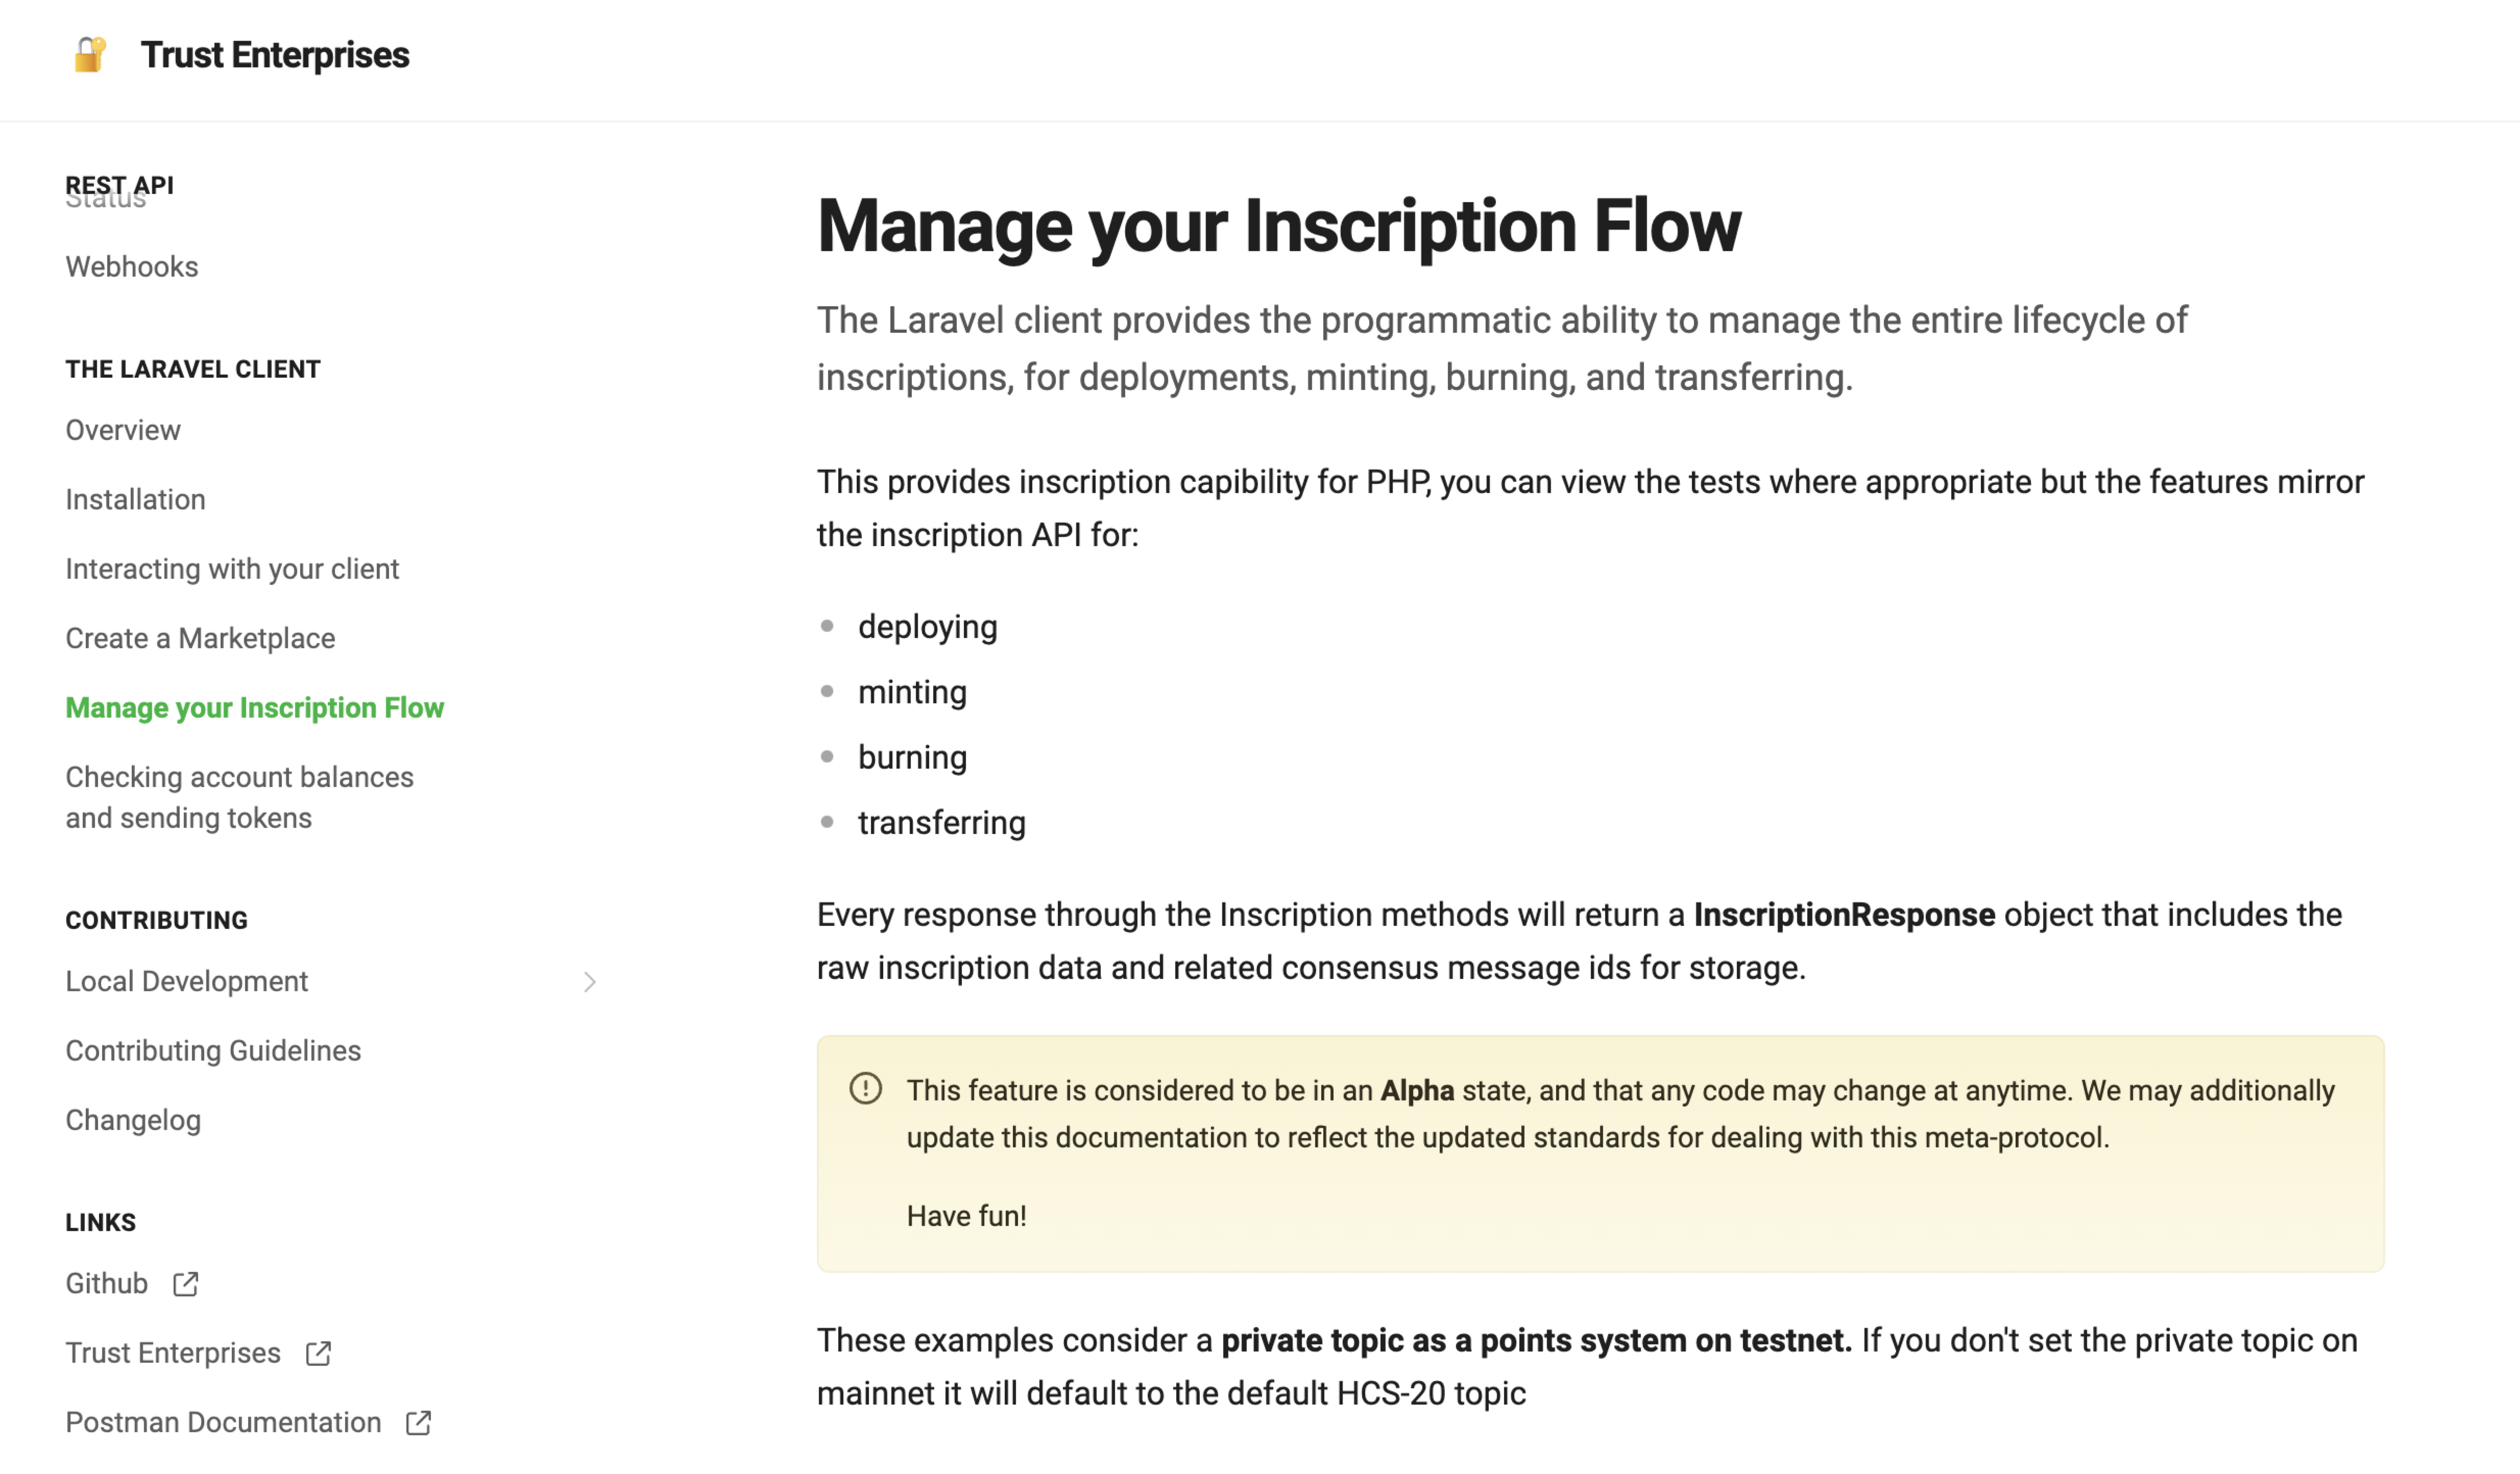 Trust Enterprises
REST API
Status
Webhooks
THE LARAVEL CLIENT
Overview
Installation
Interacting with your client
Create a Marketplace
Manage your Inscription Flow
Checking account balances
and sending tokens
CONTRIBUTING
Local Development
Contributing Guidelines
Changelog
LINKS
Github
Trust Enterprises
Postman Documentation
Manage your Inscription Flow
The Laravel client provides the programmatic ability to manage the entire lifecycle of
inscriptions, for deployments, minting, burning, and transferring.
This provides inscription capibility for PHP, you can view the tests where appropriate but the features mirror
the inscription API for:
deploying
minting
burning
transferring
Every response through the Inscription methods will return a InscriptionResponse object that includes the
raw inscription data and related consensus message ids for storage.
This feature is considered to be in an Alpha state, and that any code may change at anytime. We may additionally
update this documentation to reflect the updated standards for dealing with this meta-protocol.
Have fun!
These examples consider a private topic as a points system on testnet. If you don't set the private topic on
mainnet it will default to the default HCS-20 topic